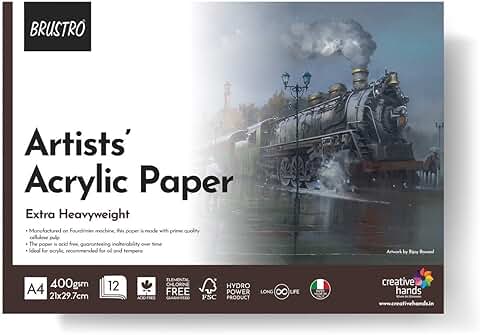 BRUSTRO
Artists'
Acrylic Paper
Extra Heavyweight
• Manufactured on Fourdrinier machine, this paper is made with prime quality
cellulose pulp
• The paper is acid free, guaranteeing inalterability over time
• Ideal for acrylic, recommended for oil and tempera
Artwork by Bijay
A4
400gsm
21x29.7cm
12
ACID FREE
ELEMENTAL
CHLORINE FREE
GUARANTEED
FSC
HYDRO
POWER
PRODUCT
LONG LIFE
creative
hands
www.creativehands.in